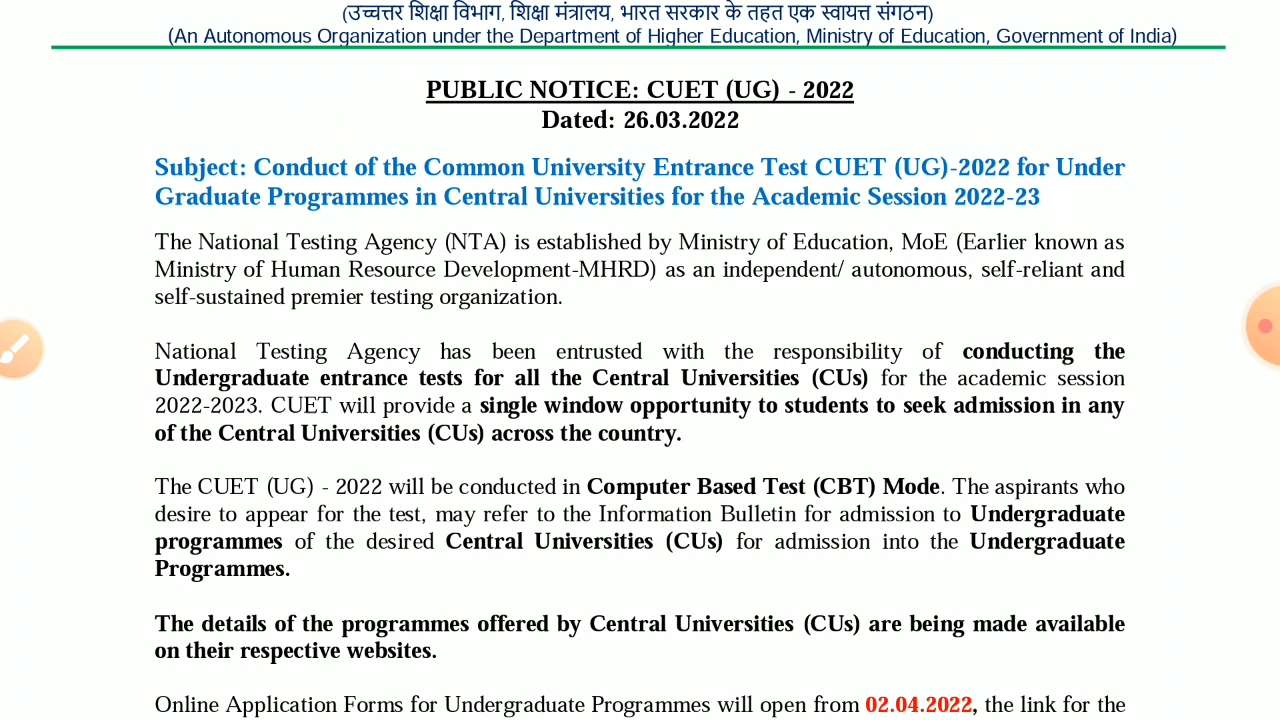 (उच्चत्तर शिक्षा विभाग, शिक्षा मंत्रालय, भारत सरकार के तहत एक स्वायत्त संगठन)
(An Autonomous Organization under the Department of Higher Education, Ministry of Education, Government of India)
PUBLIC NOTICE: CUET (UG) - 2022
Dated: 26.03.2022
Subject: Conduct of the Common University Entrance Test CUET (UG)-2022 for Under
Graduate Programmes in Central Universities for the Academic Session 2022-23
The National Testing Agency (NTA) is established by Ministry of Education, MoE (Earlier known as
Ministry of Human Resource Development-MHRD) as an independent/ autonomous, self-reliant and
self-sustained premier testing organization.
National Testing Agency has been entrusted with the responsibility of conducting the
Undergraduate entrance tests for all the Central Universities (CUs) for the academic session
2022-2023. CUET will provide a single window opportunity to students to seek admission in any
of the Central Universities (CUs) across the country.
The CUET (UG) - 2022 will be conducted in Computer Based Test (CBT) Mode. The aspirants who
desire to appear for the test, may refer to the Information Bulletin for admission to Undergraduate
programmes of the desired Central Universities (CUs) for admission into the Undergraduate
Programmes.
The details of the programmes offered by Central Universities (CUs) are being made available
on their respective websites.
Online Application Forms for Undergraduate Programmes will open from 02.04.2022, the link for the